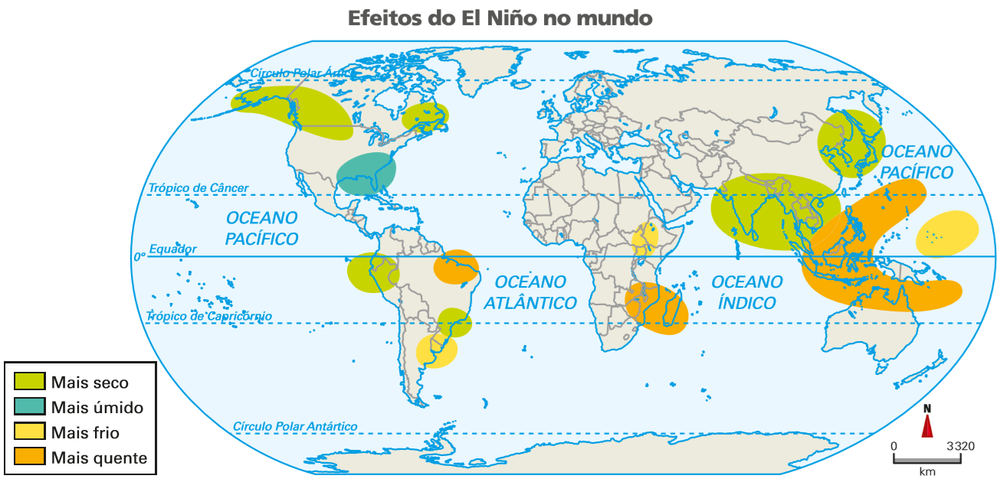 Efeitos do El Niño no mundo
Círculo Polar Ártico
OCEANO
PACÍFICO
Trópico de Câncer
OCEANO
PACÍFICO
0° Equador
OCEANO
ATLÂNTICO
OCEANO
ÍNDICO
Trópico de Capricórnio
Mais seco
Mais úmido
Mais frio
Mais quente
Círculo Polar Antártico
N
0 3 320
km